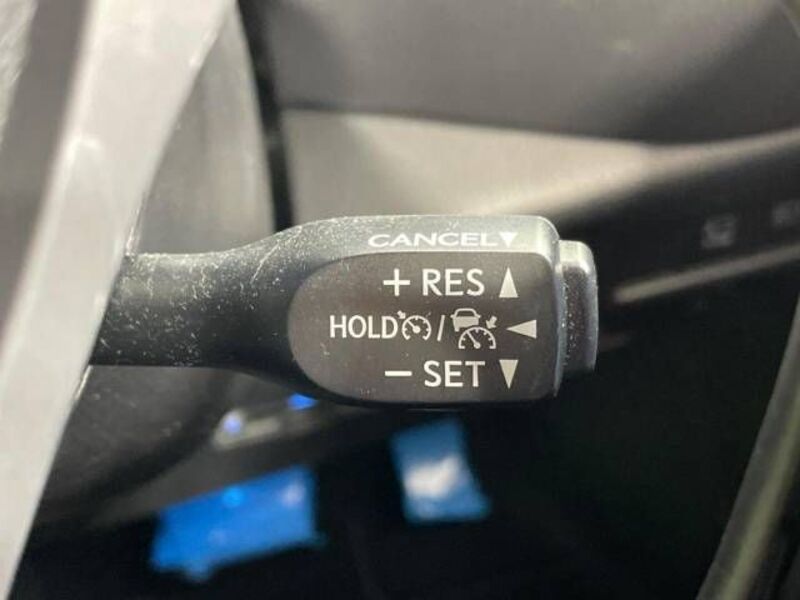 CANCEL▼
+ RES ▲
HOLD / ◀
− SET ▼